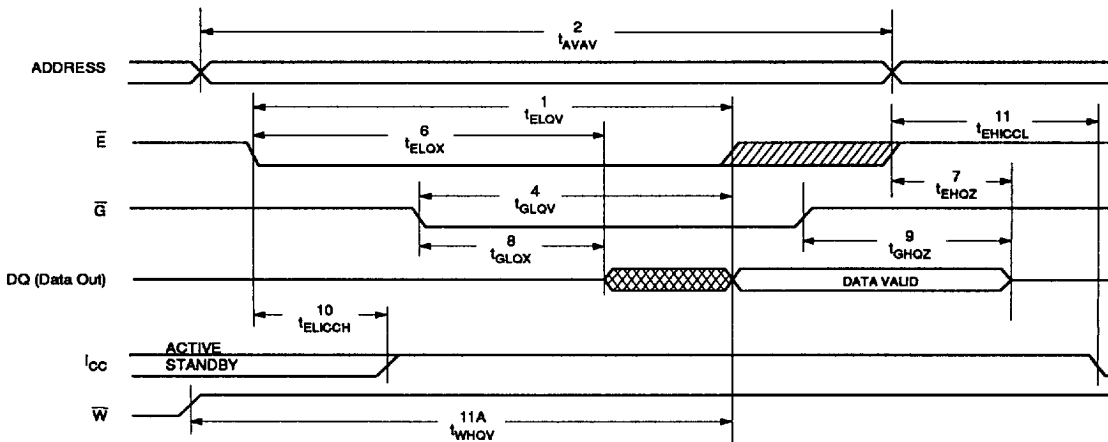 2
tAVAV
ADDRESS
1
tELQV
11
tEHICCL
6
tELQX
E
7
tEHQZ
4
tGLQV
G
9
tGHQZ
8
tGLQX
DQ (Data Out)
DATA VALID
10
tELICCH
ACTIVE
ICC
STANDBY
W
11A
tWHQV